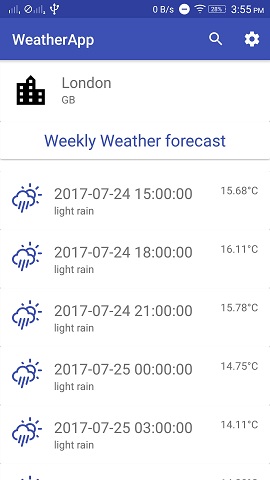 0 B/s 28% 3:55 PM
WeatherApp
London
GB
Weekly Weather forecast
2017-07-24 15:00:00 15.68°C
light rain
2017-07-24 18:00:00 16.11°C
light rain
2017-07-24 21:00:00 15.78°C
light rain
2017-07-25 00:00:00 14.75°C
light rain
2017-07-25 03:00:00 14.11°C
light rain